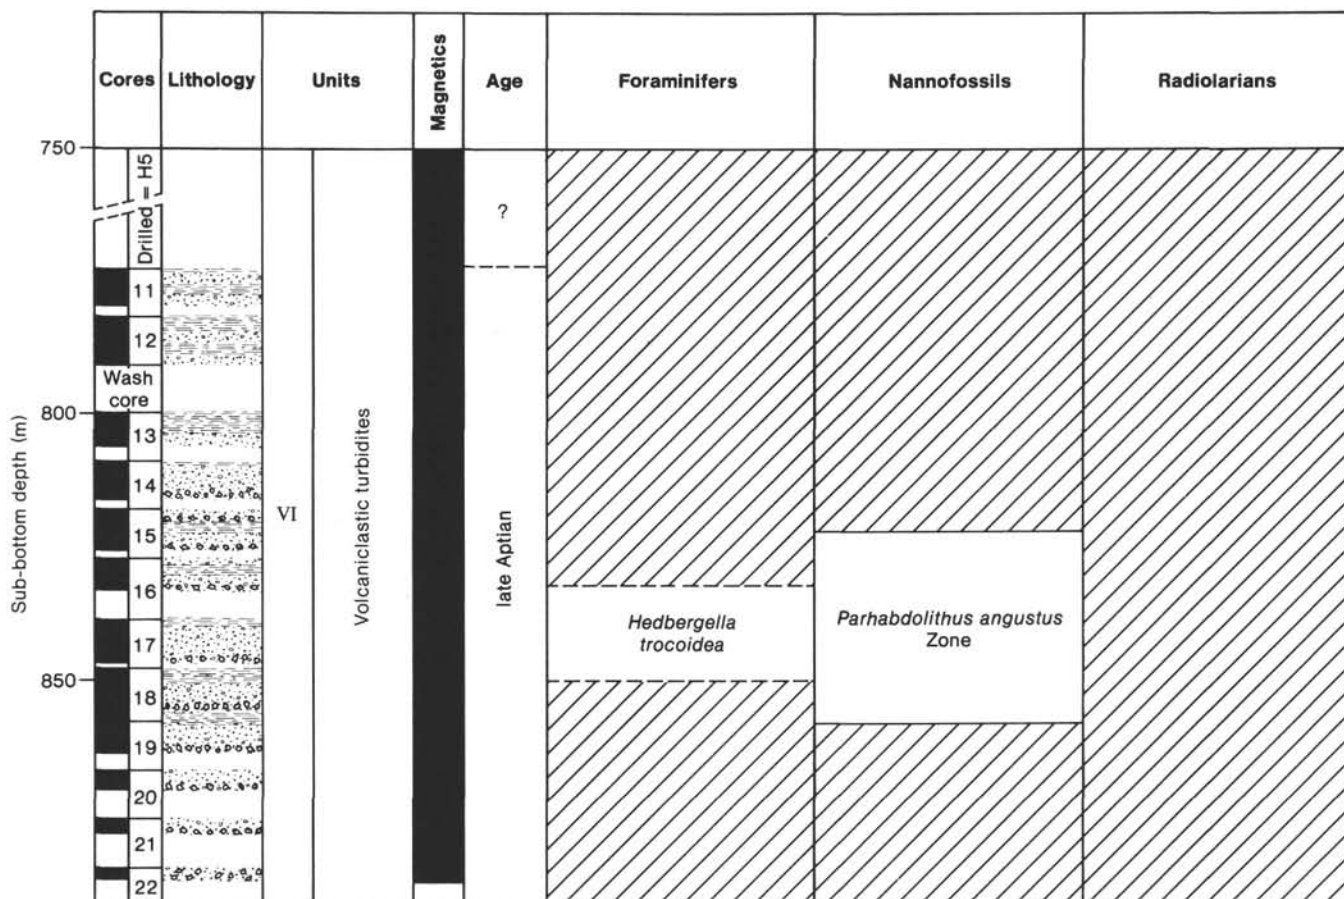 Cores
Lithology
Units
Magnetics
Age
Foraminifers
Nannofossils
Radiolarians
Sub-bottom depth (m)
750
800
850
Drilled = H5
11
12
Wash
core
13
14
15
16
17
18
19
20
21
22
VI
Volcaniclastic turbidites
?
late Aptian
Hedbergella
trocoidea
Parhabdolithus angustus
Zone